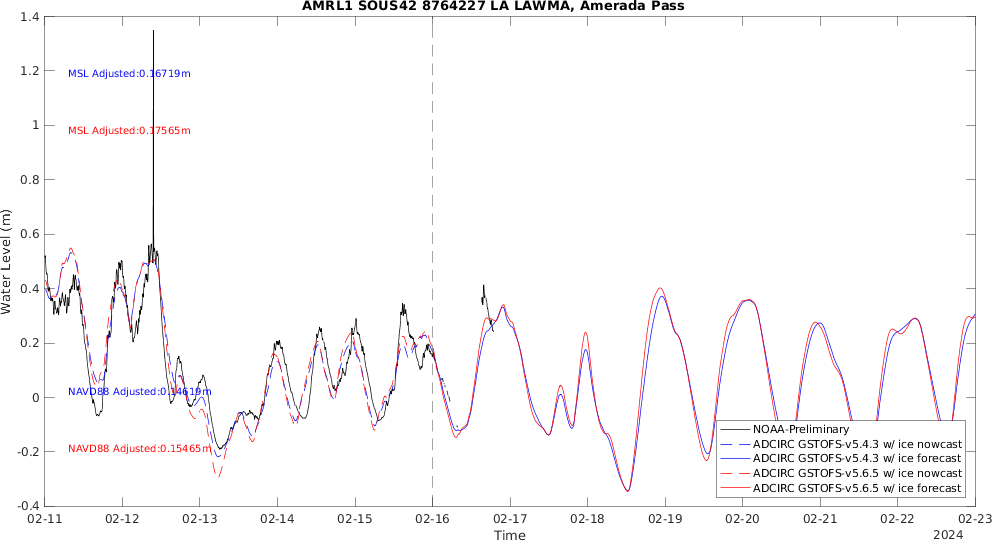 AMRL1 SOUS42 8764227 LA LAWMA, Amerada Pass
1.4
1.2
1
0.8
0.6
0.4
0.2
0
-0.2
-0.4
Water Level (m)
MSL Adjusted:0.16719m
MSL Adjusted:0.17565m
NAVD88 Adjusted:0.14619m
NAVD88 Adjusted:0.15465m
NOAA-Preliminary
ADCIRC GSTOFS-v5.4.3 w/ ice nowcast
ADCIRC GSTOFS-v5.4.3 w/ ice forecast
ADCIRC GSTOFS-v5.6.5 w/ ice nowcast
ADCIRC GSTOFS-v5.6.5 w/ ice forecast
02-11 02-12 02-13 02-14 02-15 02-16 02-17 02-18 02-19 02-20 02-21 02-22 02-23
Time
2024